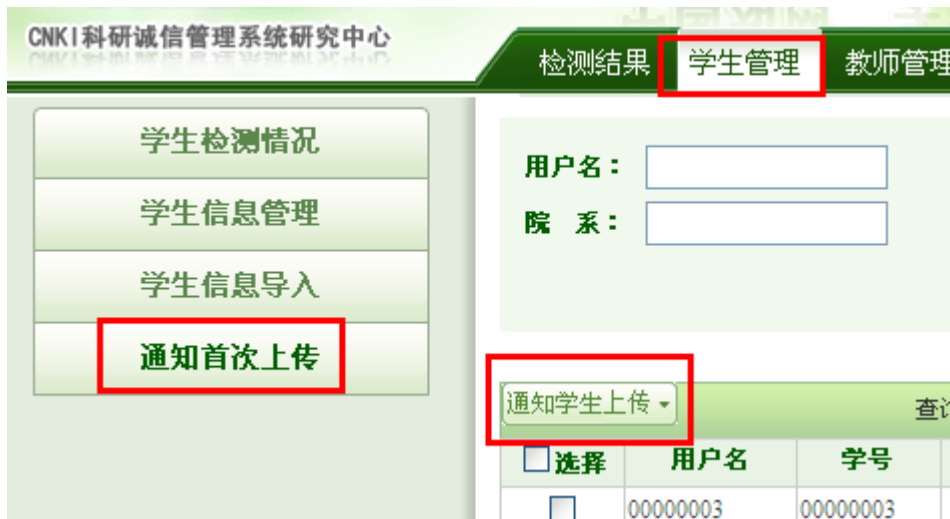 CNKI科研诚信管理系统研究中心
检测结果 学生管理 教师管理
学生检测情况
学生信息管理
学生信息导入
通知首次上传
用户名：
院 系：
通知学生上传 查询
选择 用户名 学号
00000003 00000003